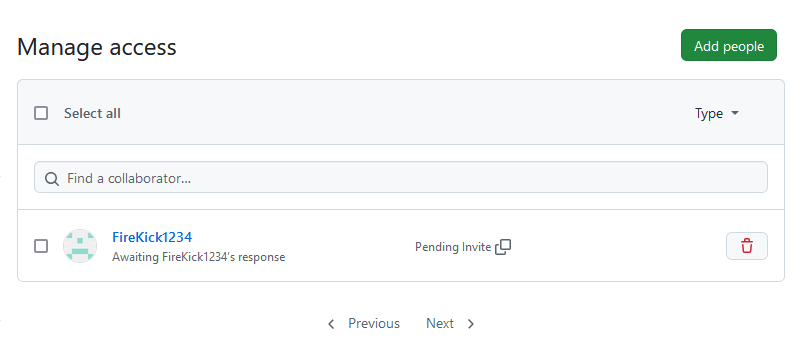 Manage access
Add people
Select all
Type
Find a collaborator...
FireKick1234
Awaiting FireKick1234's response
Pending Invite
Previous
Next